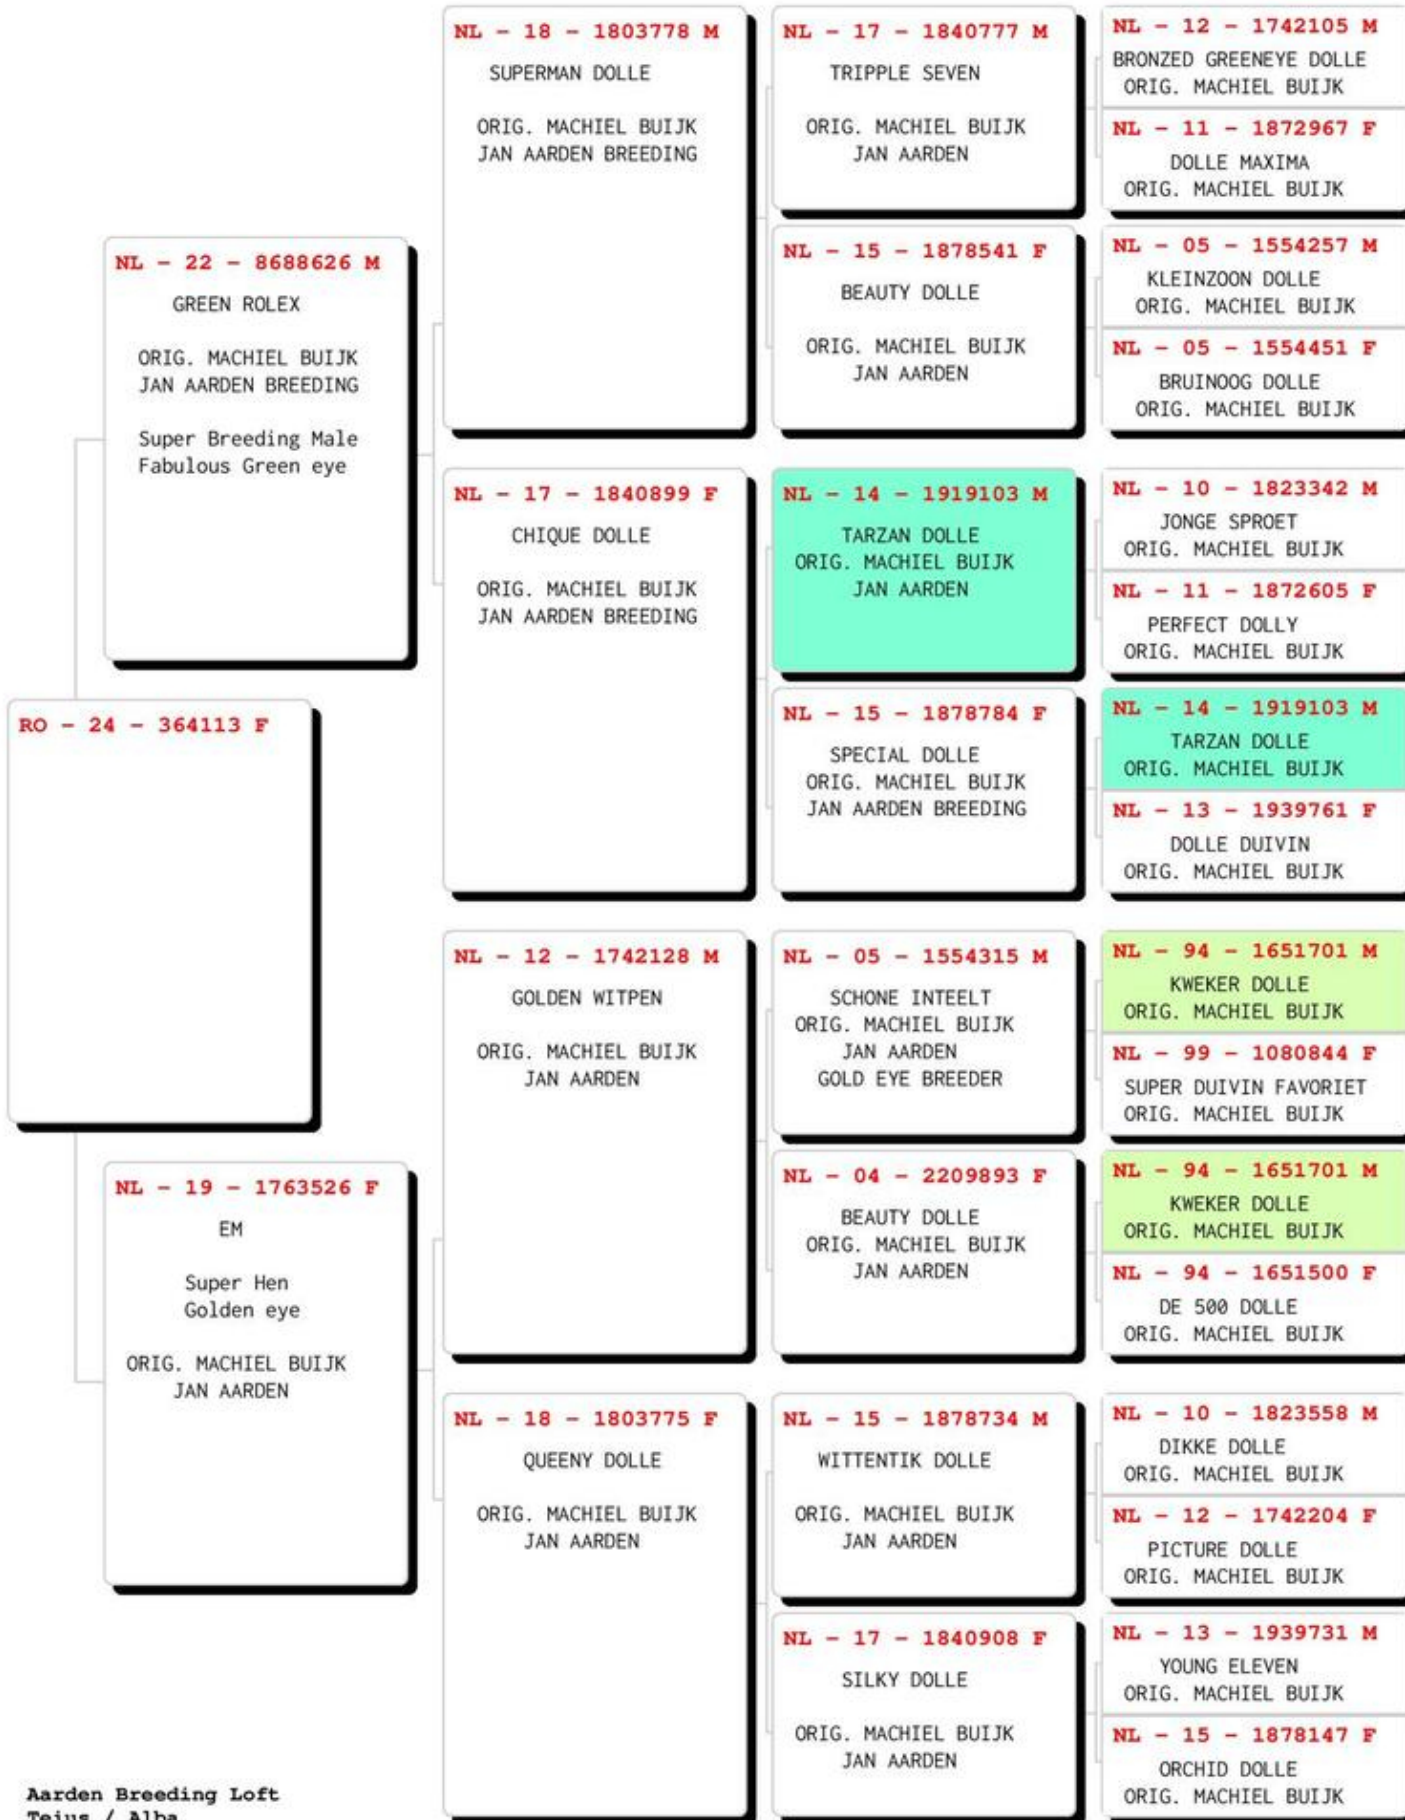 RO - 24 - 364113 F
NL - 22 - 8688626 M
GREEN ROLEX
ORIG. MACHIEL BUIJK
JAN AARDEN BREEDING
Super Breeding Male
Fabulous Green eye
NL - 19 - 1763526 F
EM
Super Hen
Golden eye
ORIG. MACHIEL BUIJK
JAN AARDEN
NL - 18 - 1803778 M
SUPERMAN DOLLE
ORIG. MACHIEL BUIJK
JAN AARDEN BREEDING
NL - 17 - 1840899 F
CHIQUE DOLLE
ORIG. MACHIEL BUIJK
JAN AARDEN BREEDING
NL - 12 - 1742128 M
GOLDEN WITPEN
ORIG. MACHIEL BUIJK
JAN AARDEN
NL - 18 - 1803775 F
QUEENY DOLLE
ORIG. MACHIEL BUIJK
JAN AARDEN
NL - 17 - 1840777 M
TRIPPLE SEVEN
ORIG. MACHIEL BUIJK
JAN AARDEN
NL - 15 - 1878541 F
BEAUTY DOLLE
ORIG. MACHIEL BUIJK
JAN AARDEN
NL - 14 - 1919103 M
TARZAN DOLLE
ORIG. MACHIEL BUIJK
JAN AARDEN
NL - 15 - 1878784 F
SPECIAL DOLLE
ORIG. MACHIEL BUIJK
JAN AARDEN BREEDING
NL - 05 - 1554315 M
SCHONE INTEELT
ORIG. MACHIEL BUIJK
JAN AARDEN
GOLD EYE BREEDER
NL - 04 - 2209893 F
BEAUTY DOLLE
ORIG. MACHIEL BUIJK
JAN AARDEN
NL - 15 - 1878734 M
WITTENTIK DOLLE
ORIG. MACHIEL BUIJK
JAN AARDEN
NL - 17 - 1840908 F
SILKY DOLLE
ORIG. MACHIEL BUIJK
JAN AARDEN
NL - 12 - 1742105 M
BRONZED GREENEYE DOLLE
ORIG. MACHIEL BUIJK
NL - 11 - 1872967 F
DOLLE MAXIMA
ORIG. MACHIEL BUIJK
NL - 05 - 1554257 M
KLEINZOON DOLLE
ORIG. MACHIEL BUIJK
NL - 05 - 1554451 F
BRUINOOG DOLLE
ORIG. MACHIEL BUIJK
NL - 10 - 1823342 M
JONGE SPROET
ORIG. MACHIEL BUIJK
NL - 11 - 1872605 F
PERFECT DOLLY
ORIG. MACHIEL BUIJK
NL - 14 - 1919103 M
TARZAN DOLLE
ORIG. MACHIEL BUIJK
NL - 13 - 1939761 F
DOLLE DUIVIN
ORIG. MACHIEL BUIJK
NL - 94 - 1651701 M
KWEKER DOLLE
ORIG. MACHIEL BUIJK
NL - 99 - 1080844 F
SUPER DUIVIN FAVORIET
ORIG. MACHIEL BUIJK
NL - 94 - 1651701 M
KWEKER DOLLE
ORIG. MACHIEL BUIJK
NL - 94 - 1651500 F
DE 500 DOLLE
ORIG. MACHIEL BUIJK
NL - 10 - 1823558 M
DIKKE DOLLE
ORIG. MACHIEL BUIJK
NL - 12 - 1742204 F
PICTURE DOLLE
ORIG. MACHIEL BUIJK
NL - 13 - 1939731 M
YOUNG ELEVEN
ORIG. MACHIEL BUIJK
NL - 15 - 1878147 F
ORCHID DOLLE
ORIG. MACHIEL BUIJK
Aarden Breeding Loft
Teius / Alba